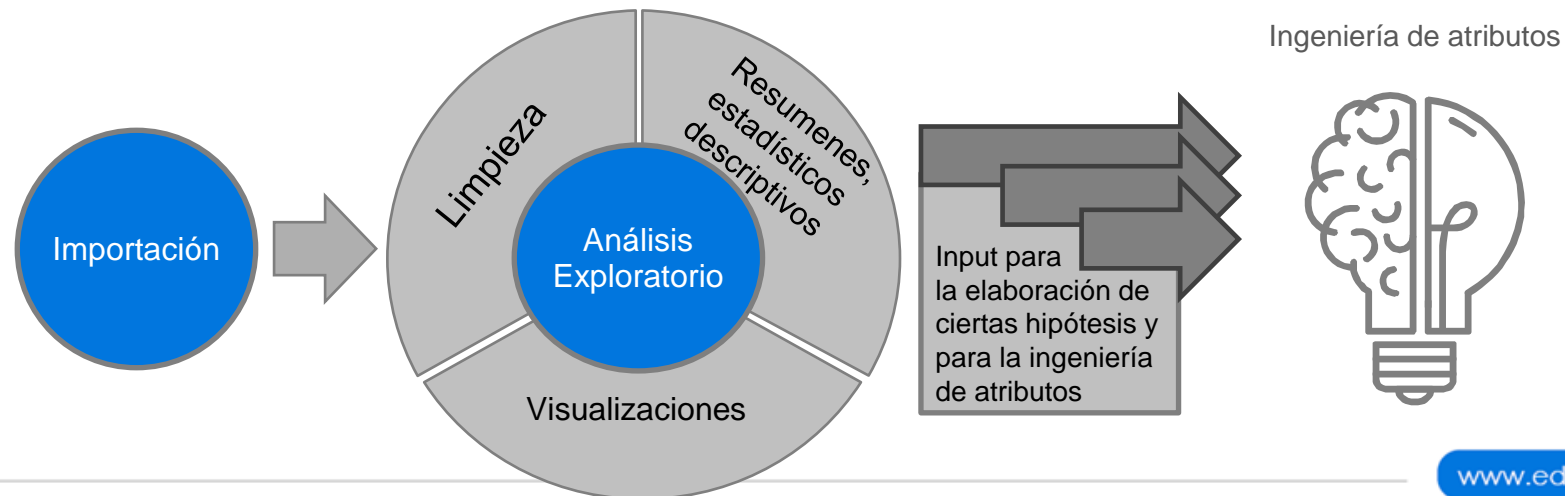 Ingeniería de atributos
Importación
Limpieza
Resumenes,
estadísticos
descriptivos
Análisis
Exploratorio
Visualizaciones
Input para
la elaboración de
ciertas hipótesis y
para la ingeniería
de atributos
www.ed